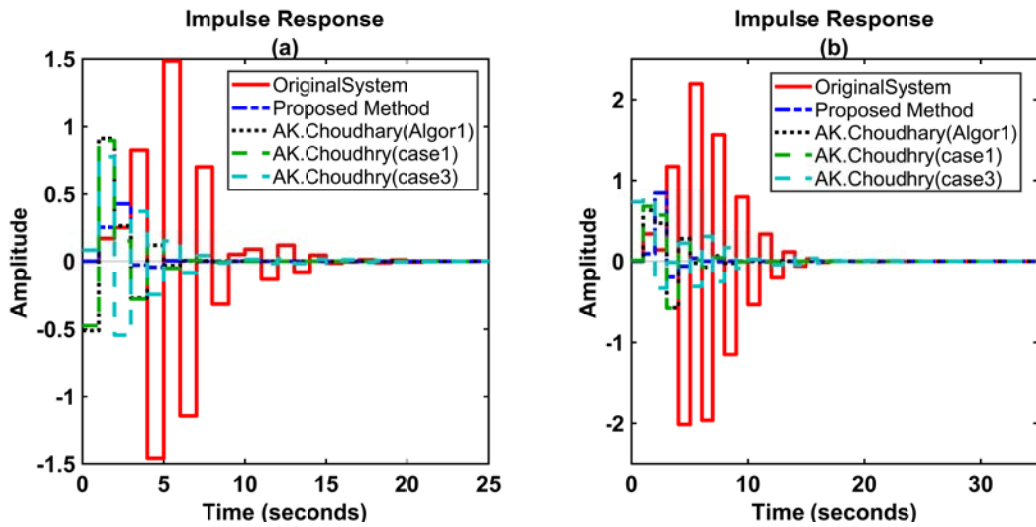 Impulse Response
(a)
1.5
1
0.5
0
-0.5
-1
-1.5
Amplitude
OriginalSystem
Proposed Method
AK.Choudhary(Algor1)
AK.Choudhry(case1)
AK.Choudhry(case3)
0 5 10 15 20 25
Time (seconds)
Impulse Response
(b)
2
1
0
-1
-2
Amplitude
OriginalSystem
Proposed Method
AK.Choudhary(Algor1)
AK.Choudhry(case1)
AK.Choudhry(case3)
0 10 20 30
Time (seconds)